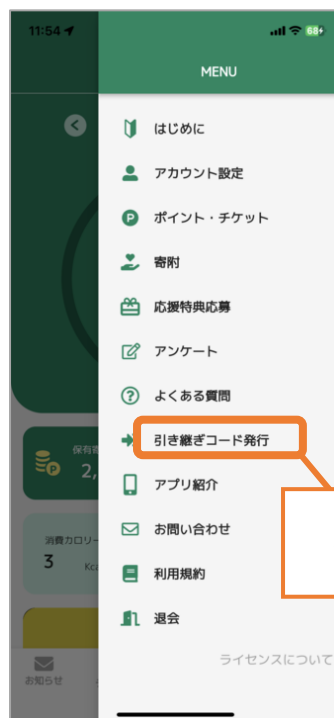 11:54
68
MENU
はじめに
アカウント設定
ポイント・チケット
寄附
応援特典応募
アンケート
よくある質問
引き継ぎコード発行
アプリ紹介
お問い合わせ
利用規約
退会
ライセンスについて
保有
2,
消費カロリー
3 Kc
お知らせ